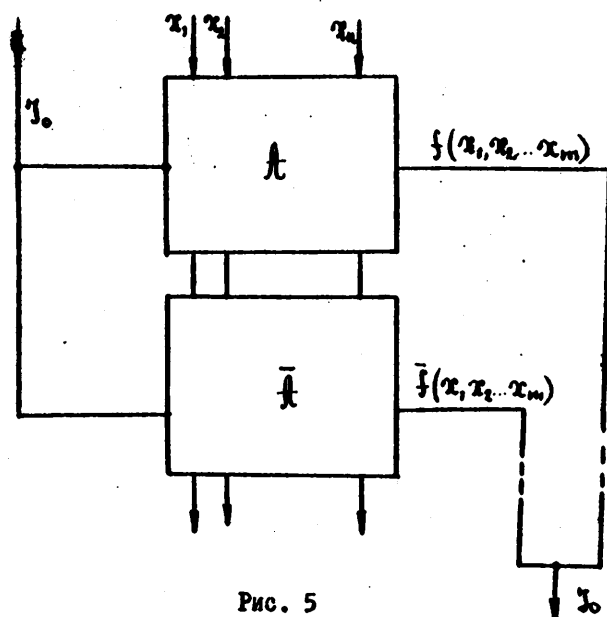 x₁ x₂ xₙ
J₀
A
f(x₁, x₂...xₘ)
Ā
f̄(x₁ x₂...xₘ)
J₀
Рис. 5